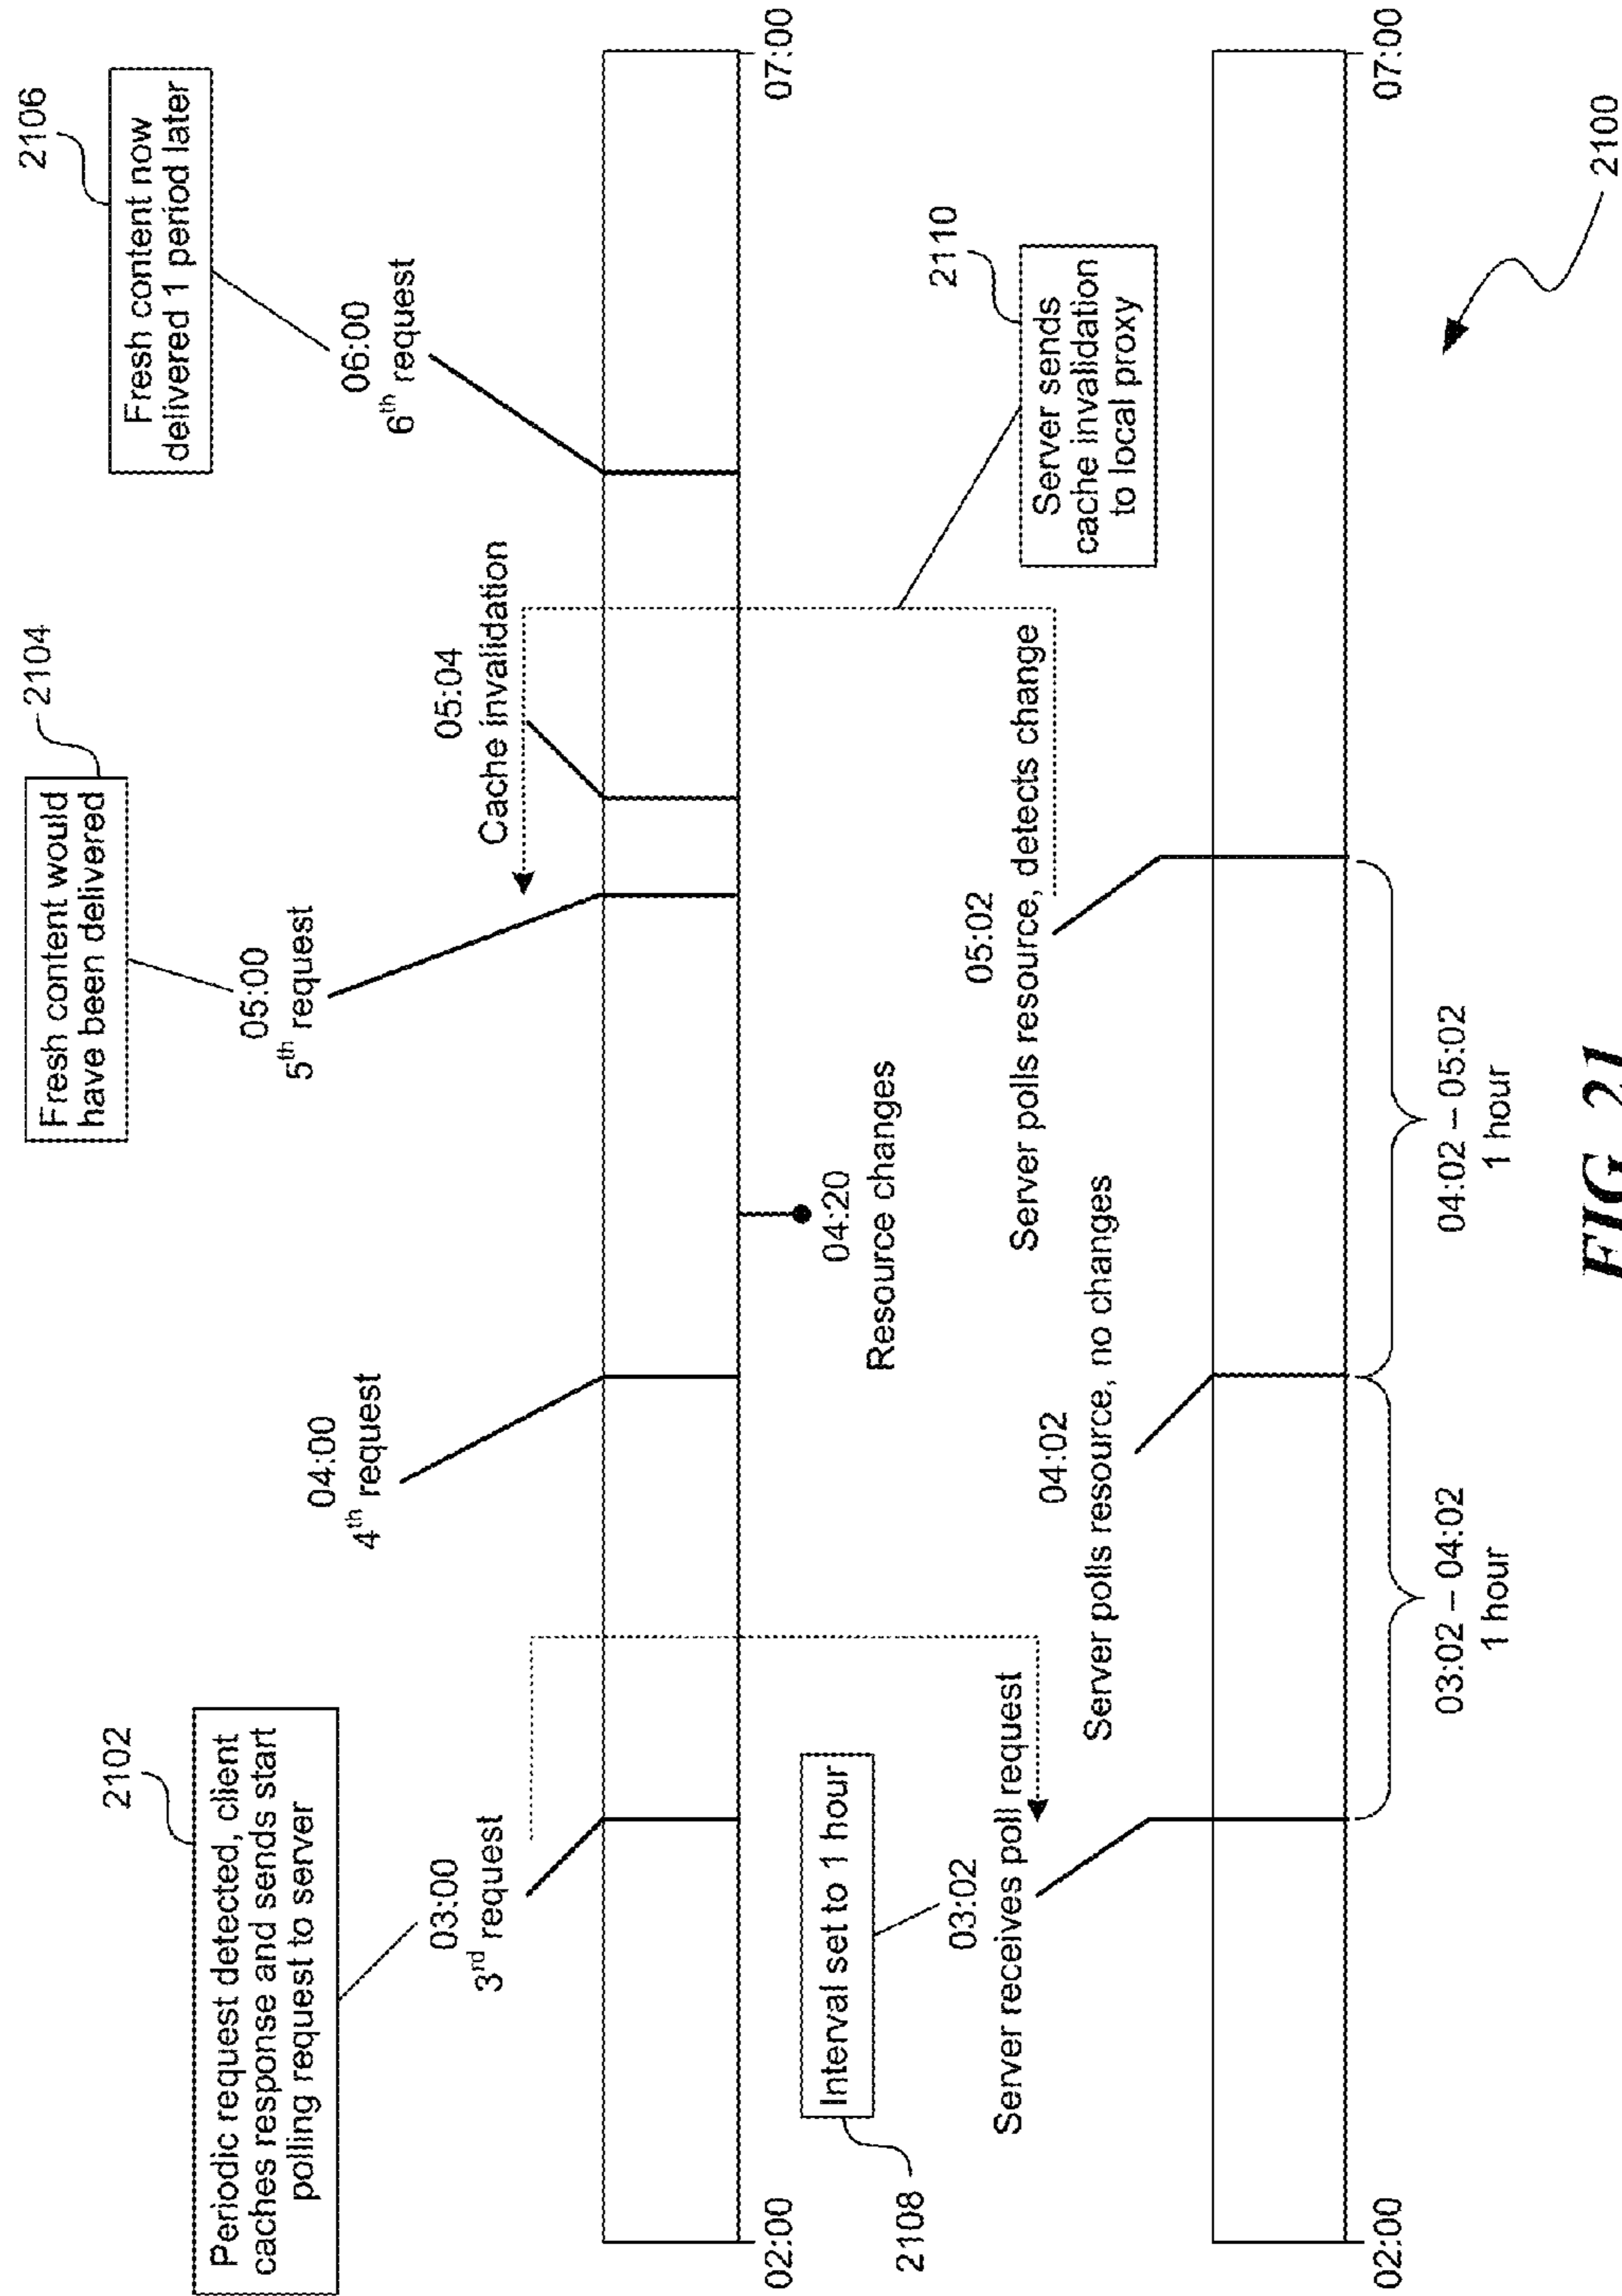 2102
Periodic request detected, client
caches response and sends start
polling request to server
2104
Fresh content would
have been delivered
2106
Fresh content now
delivered 1 period later
03:00
3rd request
04:00
4th request
05:00
5th request
05:04
Cache invalidation
06:00
6th request
02:00
04:20
Resource changes
07:00
2108
Interval set to 1 hour
03:02
Server receives poll request
04:02
Server polls resource, no changes
05:02
Server polls resource, detects change
2110
Server sends
cache invalidation
to local proxy
02:00
07:00
03:02 – 04:02
1 hour
04:02 – 05:02
1 hour
2100
FIG. 21